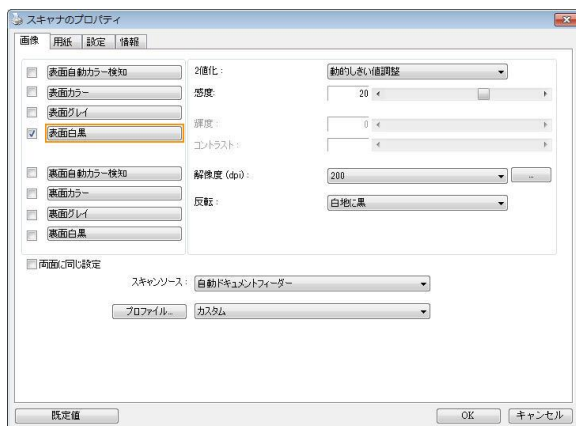 スキャナのプロパティ
画像 用紙 設定 情報
表面自動カラー検知
表面カラー
表面グレイ
表面白黒
裏面自動カラー検知
裏面カラー
裏面グレイ
裏面白黒
2値化： 動的しきい値調整
感度： 20
輝度： 0
コントラスト：
解像度 (dpi)： 200 ...
反転： 白地に黒
両面に同じ設定
スキャンソース： 自動ドキュメントフィーダー
プロファイル... カスタム
既定値 OK キャンセル